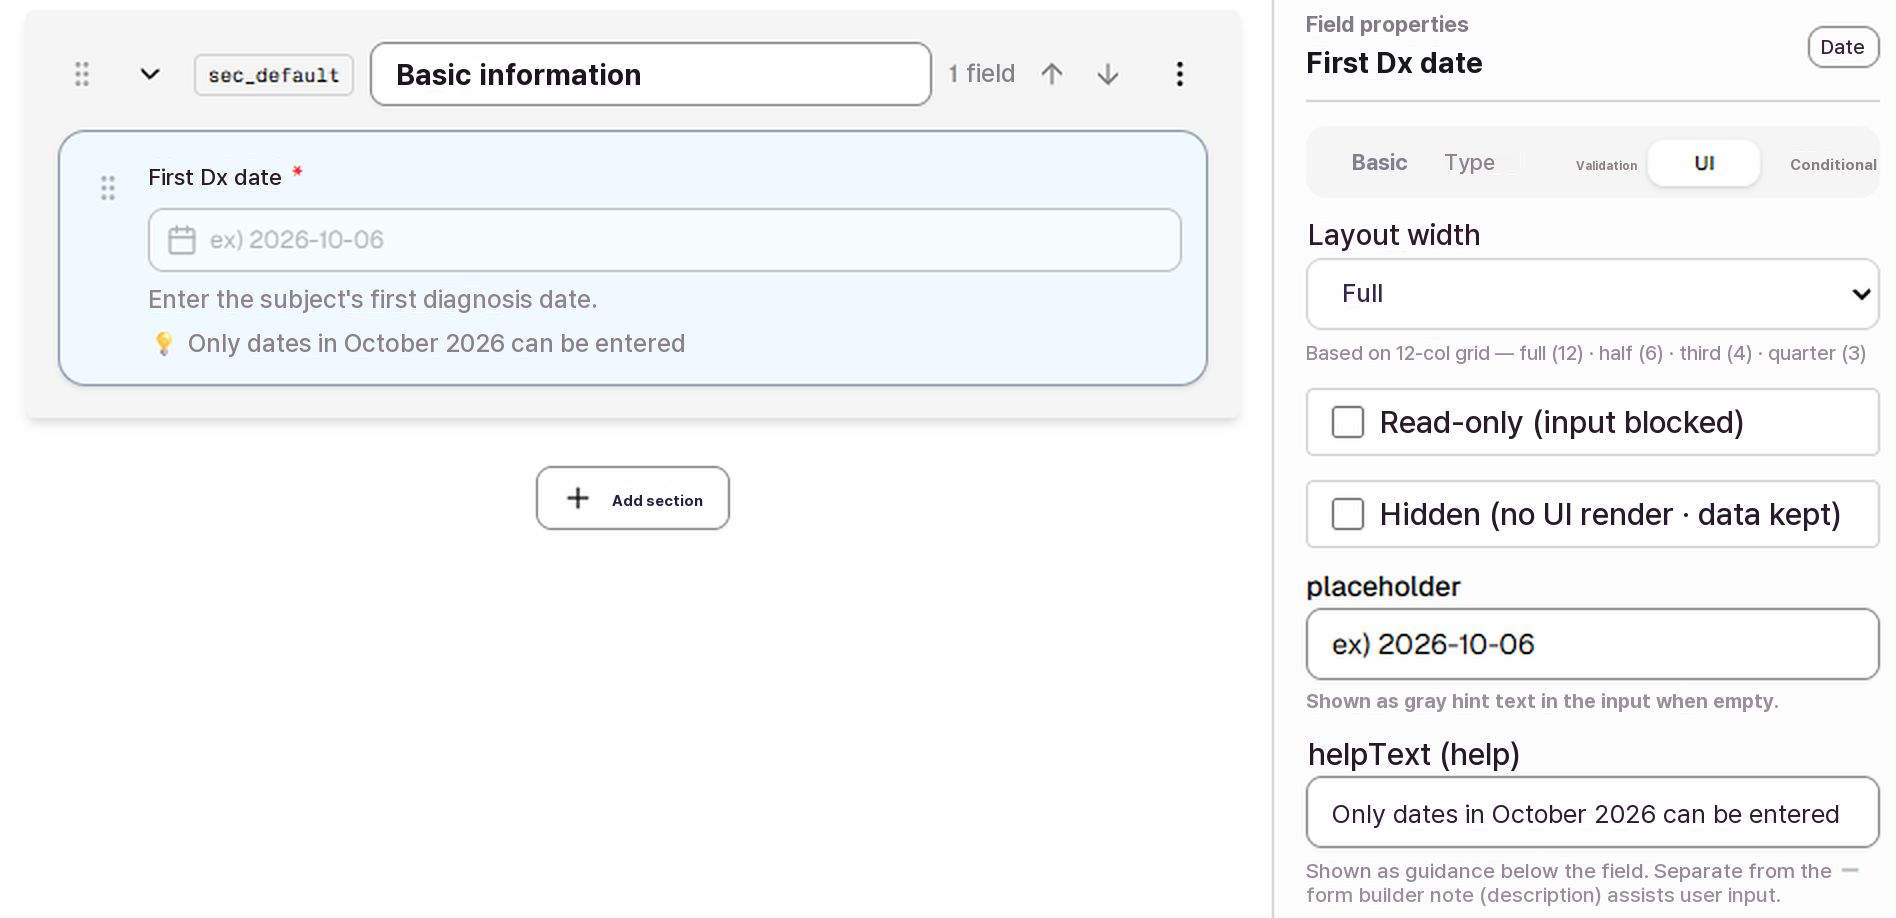 sec_default
Basic information
1 field
First Dx date *
ex) 2026-10-06
Enter the subject's first diagnosis date.
💡 Only dates in October 2026 can be entered
+ Add section
Field properties
First Dx date
Date
Basic Type Validation UI Conditional
Layout width
Full
Based on 12-col grid — full (12) · half (6) · third (4) · quarter (3)
Read-only (input blocked)
Hidden (no UI render · data kept)
placeholder
ex) 2026-10-06
Shown as gray hint text in the input when empty.
helpText (help)
Only dates in October 2026 can be entered
Shown as guidance below the field. Separate from the —
form builder note (description) assists user input.